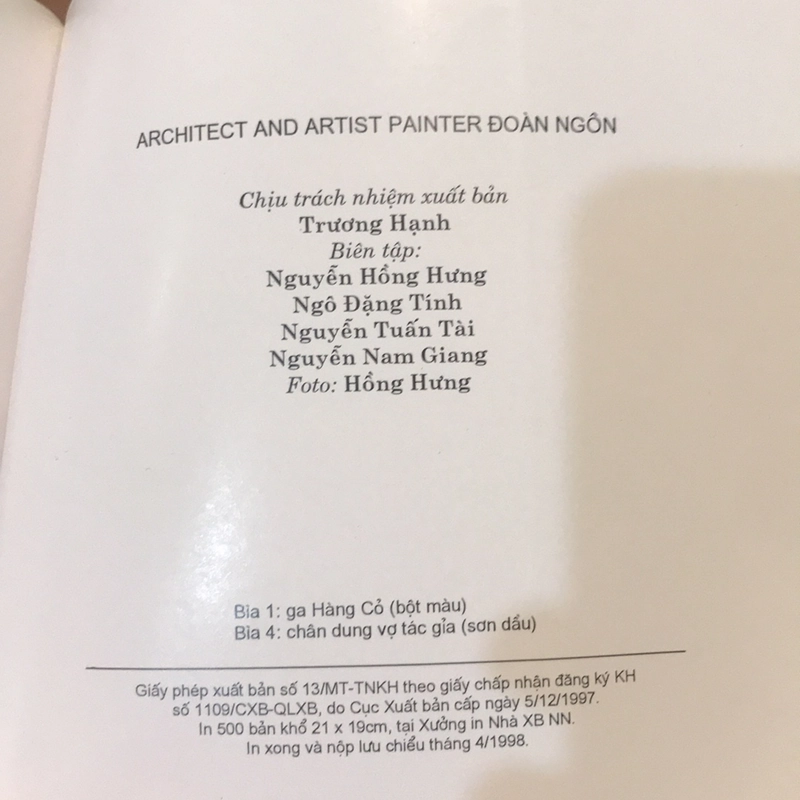 ARCHITECT AND ARTIST PAINTER ĐOÀN NGÔN
Chịu trách nhiệm xuất bản
Trương Hạnh
Biên tập:
Nguyễn Hồng Hưng
Ngô Đặng Tính
Nguyễn Tuấn Tài
Nguyễn Nam Giang
Foto: Hồng Hưng
Bìa 1: ga Hàng Cỏ (bột màu)
Bìa 4: chân dung vợ tác gỉa (sơn dầu)
Giấy phép xuất bản số 13/MT-TNKH theo giấy chấp nhận đăng ký KH
số 1109/CXB-QLXB, do Cục Xuất bản cấp ngày 5/12/1997.
In 500 bản khổ 21 x 19cm, tại Xưởng in Nhà XB NN.
In xong và nộp lưu chiểu tháng 4/1998.